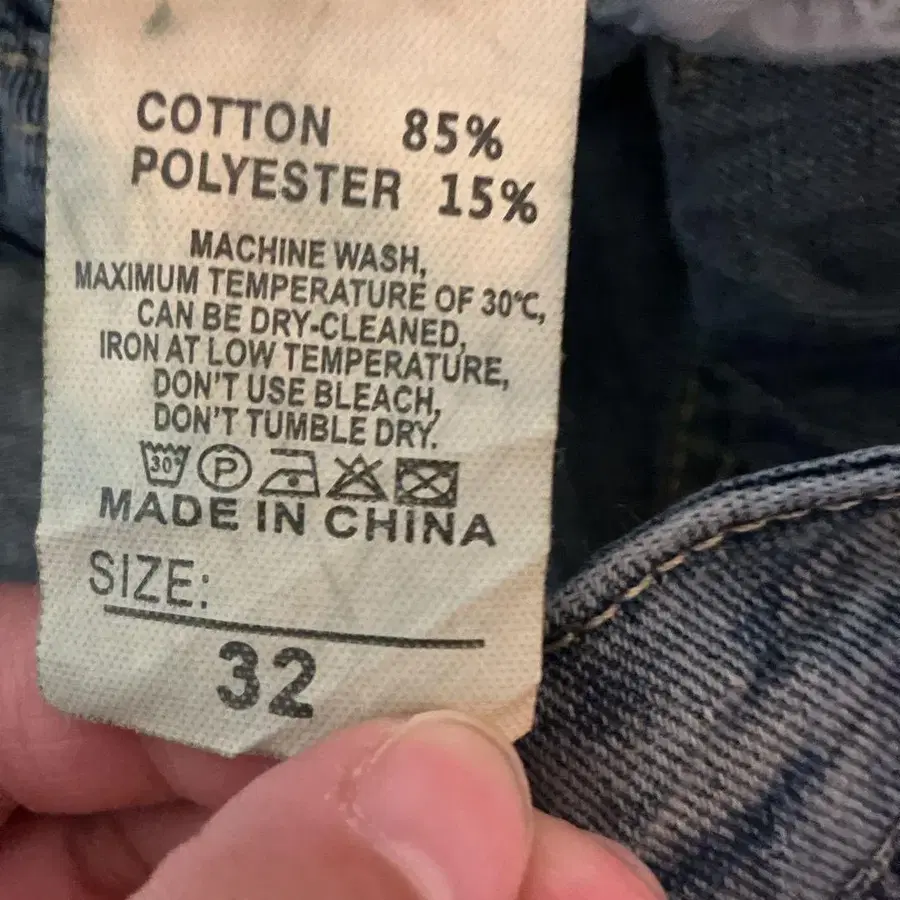 COTTON 85%
POLYESTER 15%
MACHINE WASH,
MAXIMUM TEMPERATURE OF 30℃,
CAN BE DRY-CLEANED,
IRON AT LOW TEMPERATURE,
DON'T USE BLEACH,
DON'T TUMBLE DRY.
30° P
MADE IN CHINA
SIZE:
32